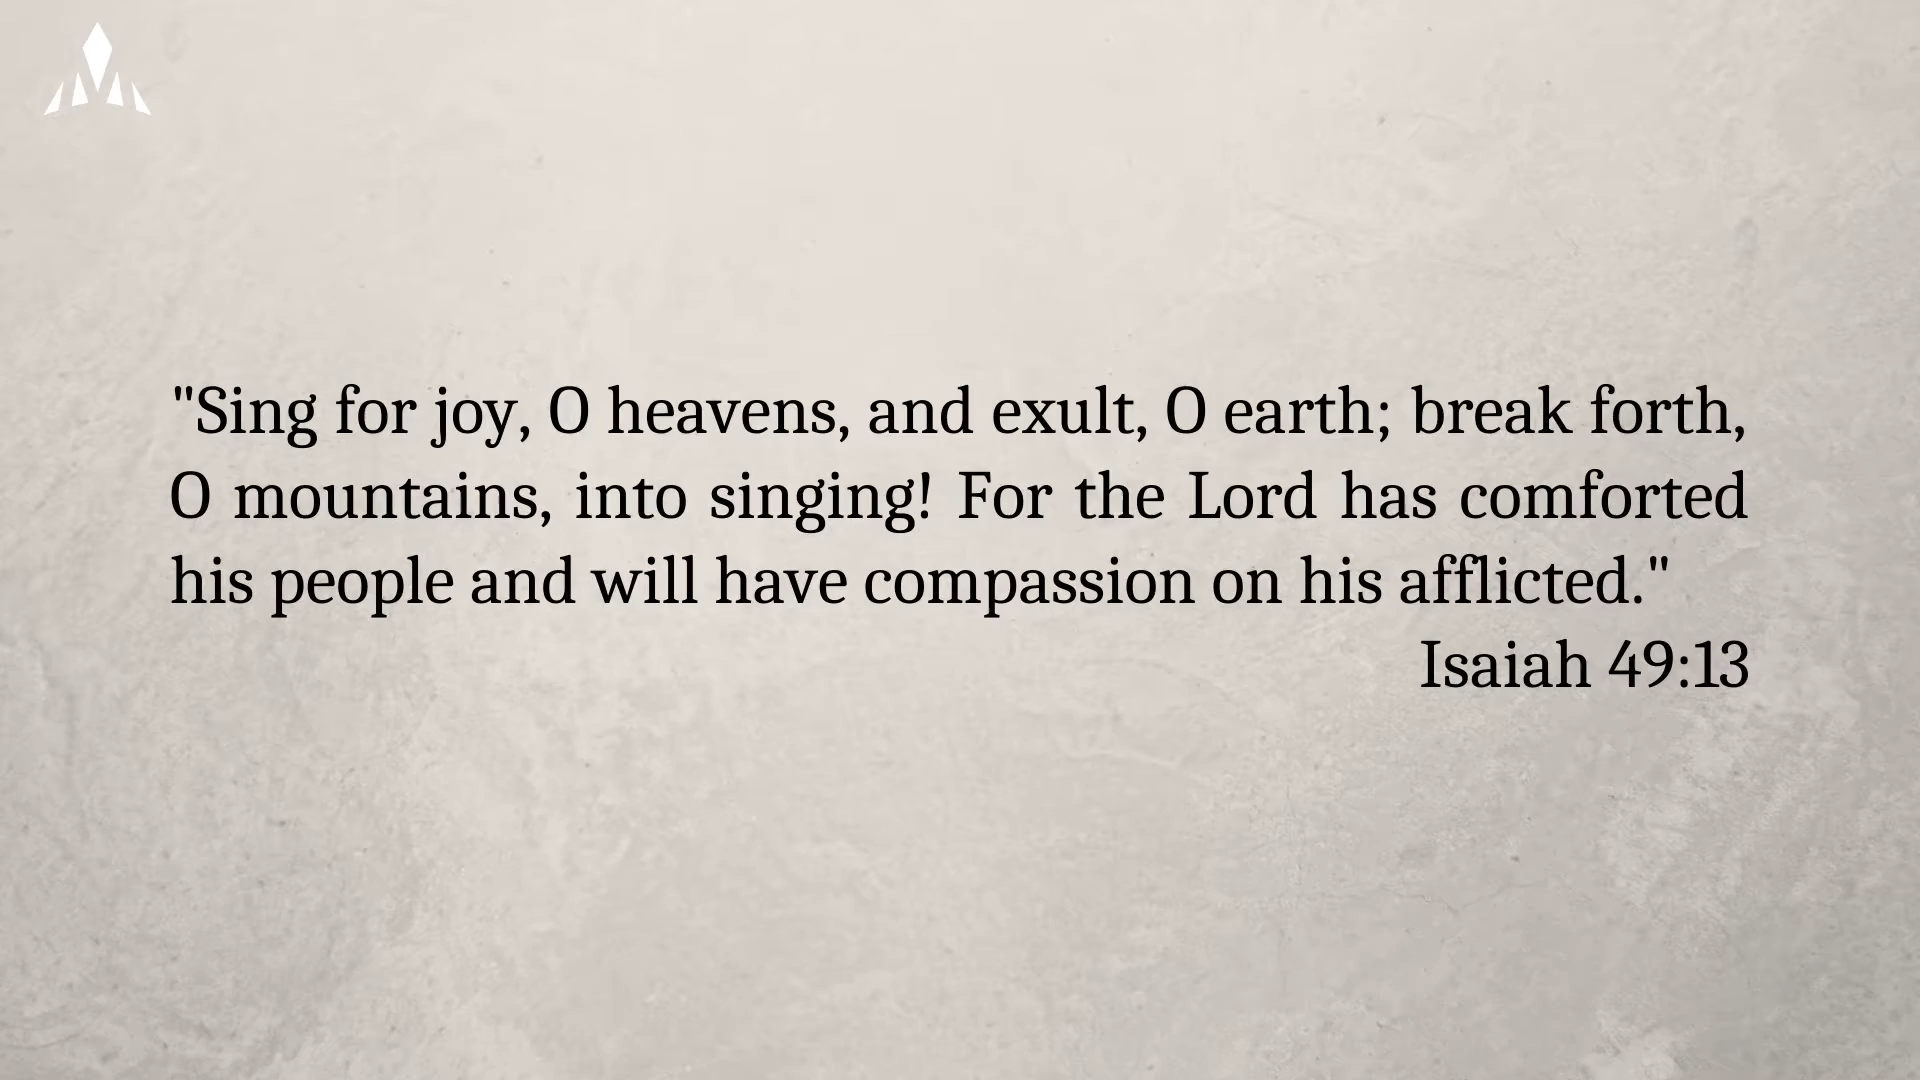 "Sing for joy, O heavens, and exult, O earth; break forth,
O mountains, into singing! For the Lord has comforted
his people and will have compassion on his afflicted."
Isaiah 49:13